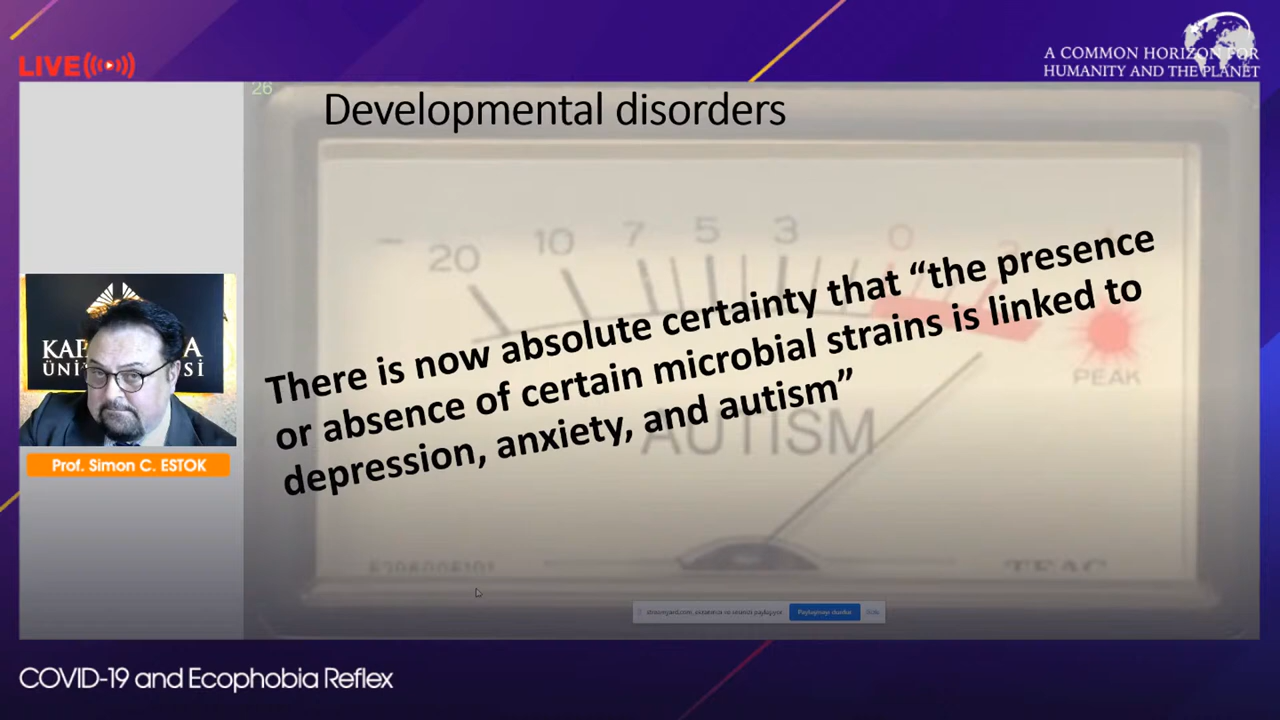 LIVE
A COMMON HORIZON FOR
HUMANITY AND THE PLANET
26
Developmental disorders
- 20 10 7 5 3 0
There is now absolute certainty that “the presence
or absence of certain microbial strains is linked to
depression, anxiety, and autism”
PEAK
AUTISM
TEAC
Prof. Simon C. ESTOK
COVID-19 and Ecophobia Reflex